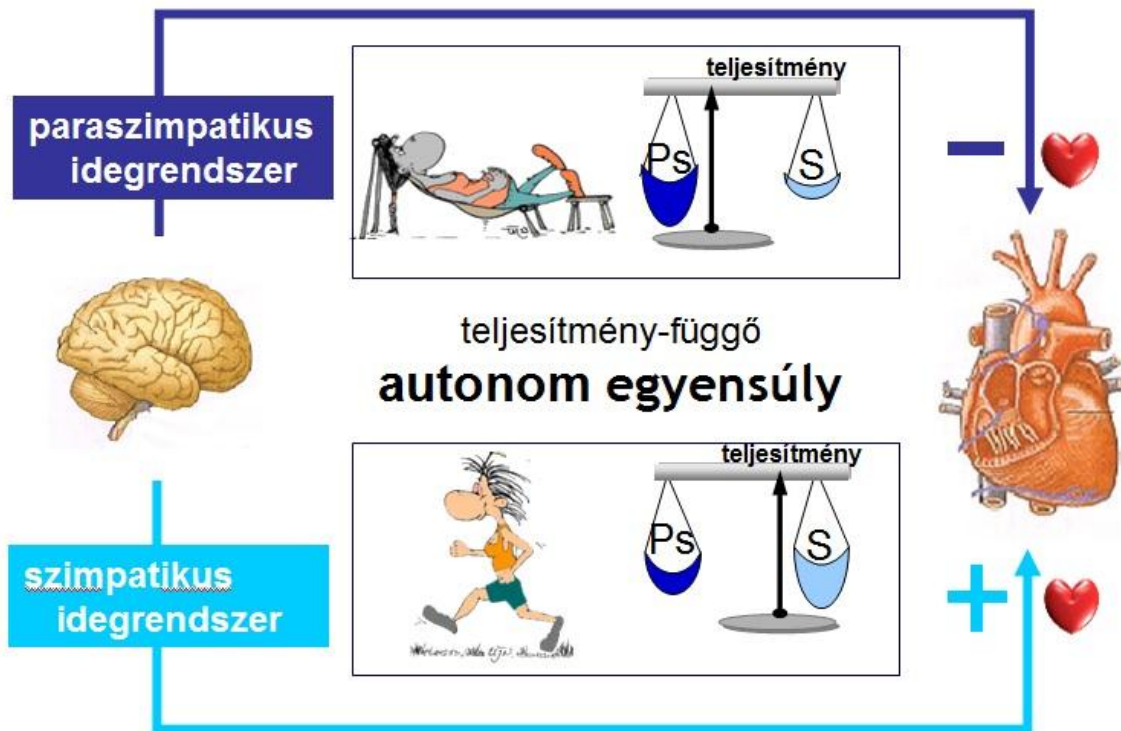 teljesítmény
paraszimpatikus
idegrendszer
Ps
S
−
teljesítmény-függő
autonom egyensúly
teljesítmény
Ps
S
szimpatikus
idegrendszer
+